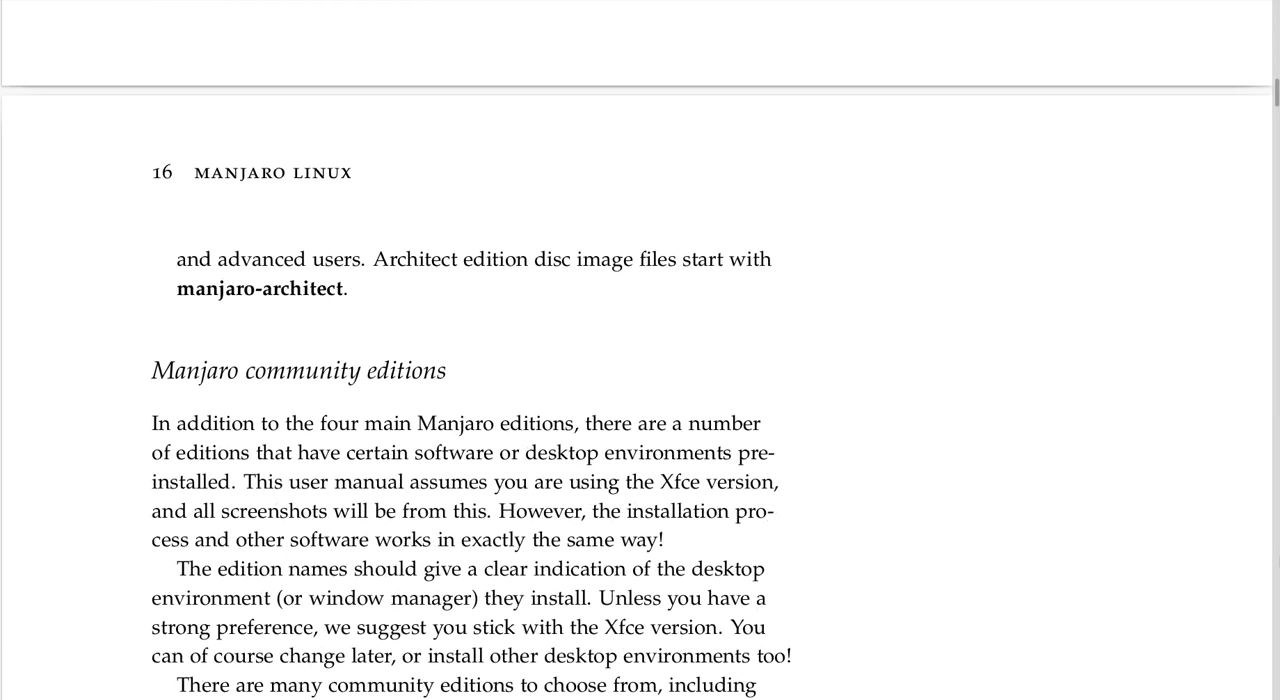 16 MANJARO LINUX
and advanced users. Architect edition disc image files start with
manjaro-architect.
Manjaro community editions
In addition to the four main Manjaro editions, there are a number
of editions that have certain software or desktop environments pre-
installed. This user manual assumes you are using the Xfce version,
and all screenshots will be from this. However, the installation pro-
cess and other software works in exactly the same way!
The edition names should give a clear indication of the desktop
environment (or window manager) they install. Unless you have a
strong preference, we suggest you stick with the Xfce version. You
can of course change later, or install other desktop environments too!
There are many community editions to choose from, including